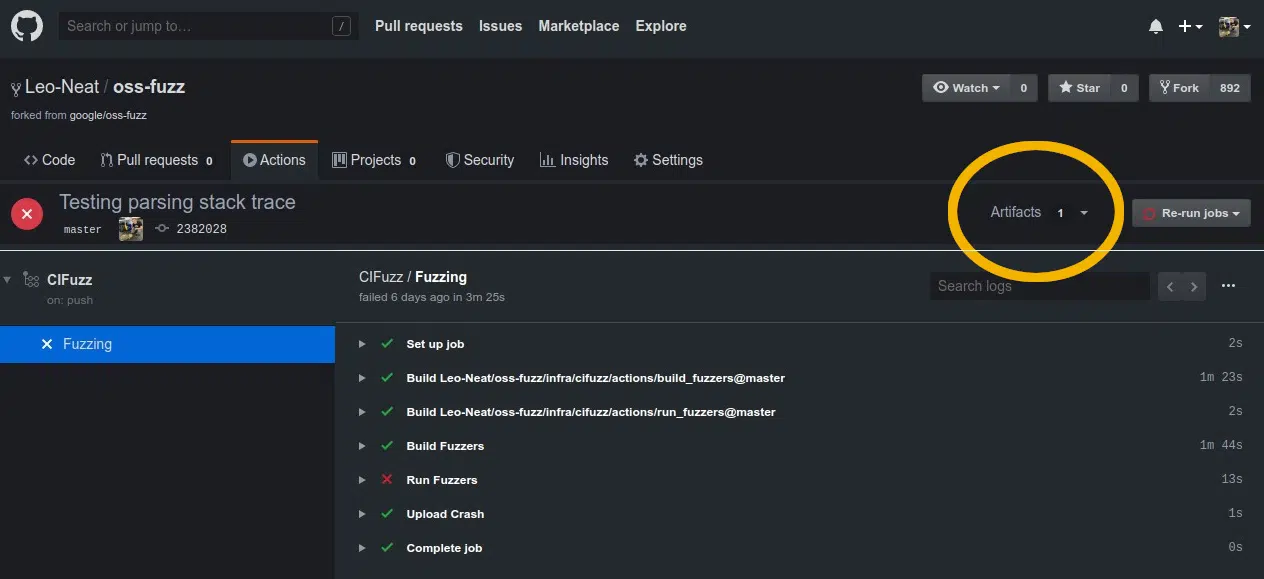 Search or jump to… /
Pull requests Issues Marketplace Explore
Leo-Neat / oss-fuzz
Watch 0 Star 0 Fork 892
forked from google/oss-fuzz
Code Pull requests 0 Actions Projects 0 Security Insights Settings
Testing parsing stack trace
master 2382028
Artifacts 1 Re-run jobs
CIFuzz
on: push
Fuzzing
CIFuzz / Fuzzing
failed 6 days ago in 3m 25s
Search logs
Set up job 2s
Build Leo-Neat/oss-fuzz/infra/cifuzz/actions/build_fuzzers@master 1m 23s
Build Leo-Neat/oss-fuzz/infra/cifuzz/actions/run_fuzzers@master 2s
Build Fuzzers 1m 44s
Run Fuzzers 13s
Upload Crash 1s
Complete job 0s